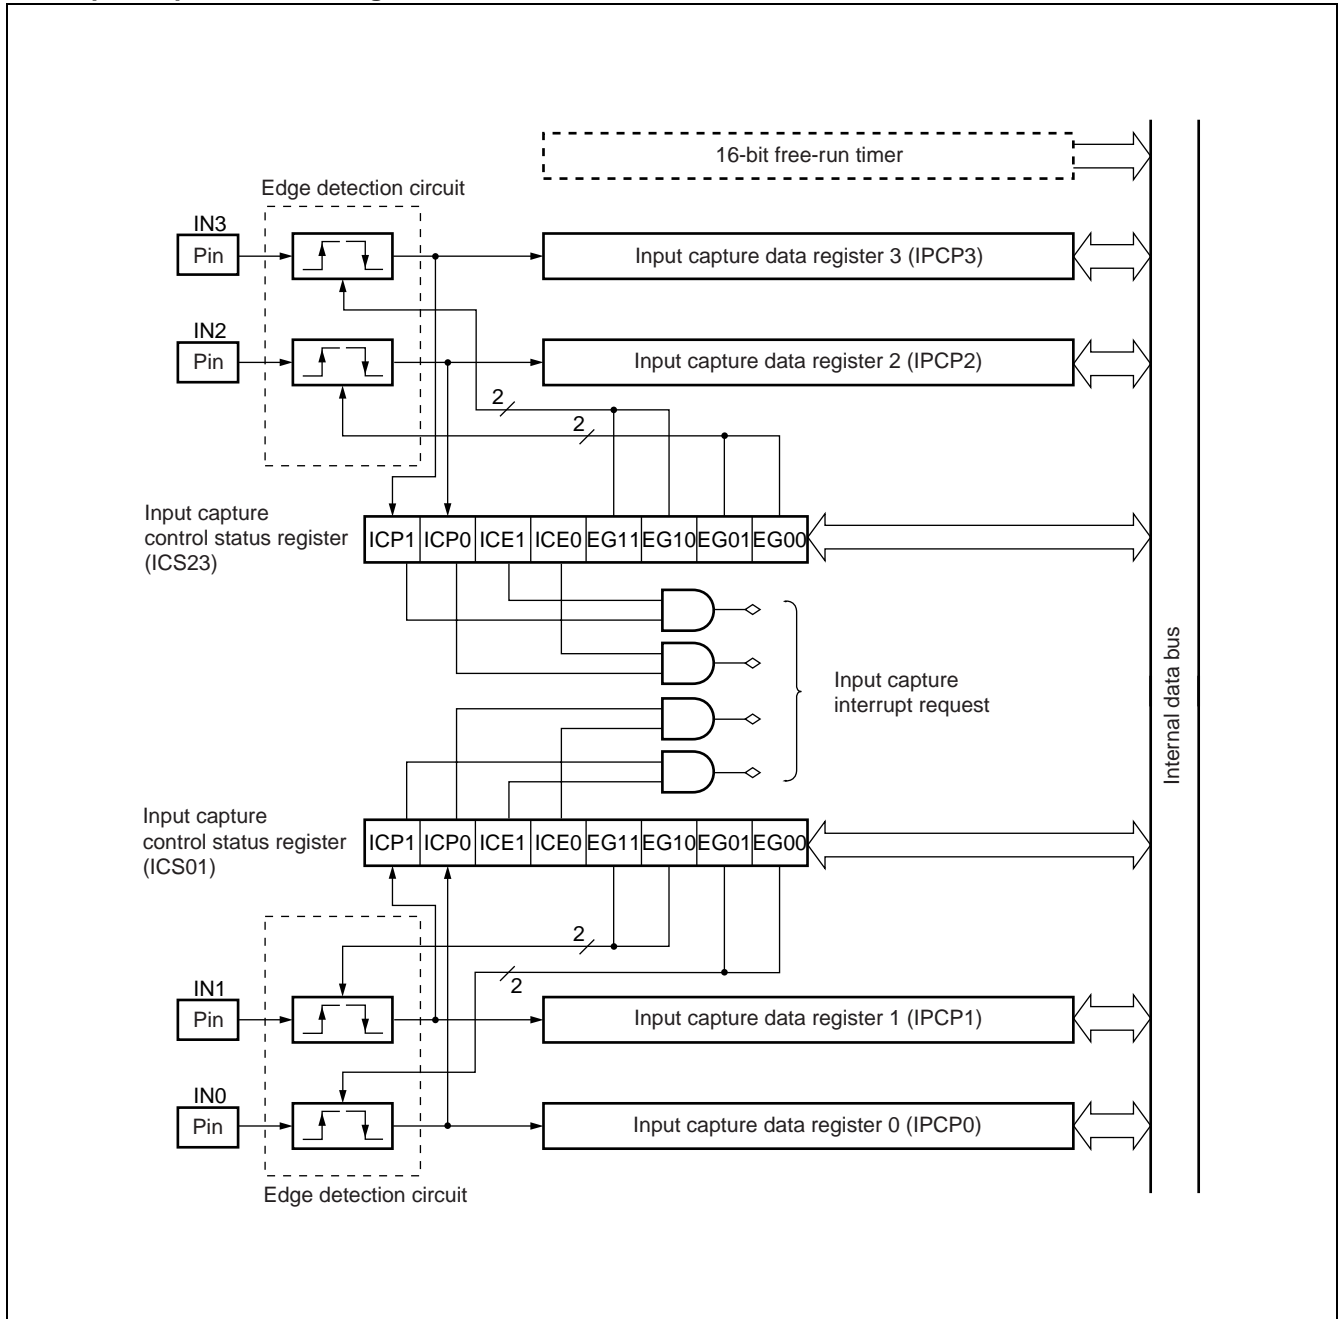 16-bit free-run timer
Edge detection circuit
IN3
Pin
Input capture data register 3 (IPCP3)
IN2
Pin
Input capture data register 2 (IPCP2)
2
2
Input capture
control status register
(ICS23)
ICP1 ICP0 ICE1 ICE0 EG11 EG10 EG01 EG00
Input capture
interrupt request
Internal data bus
Input capture
control status register
(ICS01)
ICP1 ICP0 ICE1 ICE0 EG11 EG10 EG01 EG00
2
2
IN1
Pin
Input capture data register 1 (IPCP1)
IN0
Pin
Input capture data register 0 (IPCP0)
Edge detection circuit